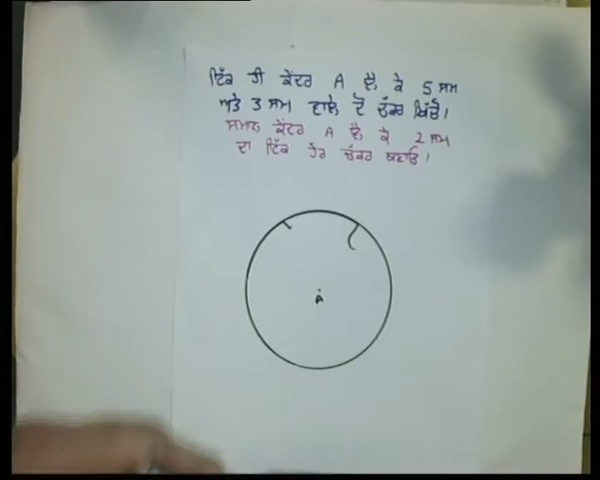 ਇੱਕ ਹੀ ਕੇਂਦਰ A ਲੈ ਕੇ 5 ਸਮ
ਅਤੇ 3 ਸਮ ਵਾਲੇ ਦੋ ਚੱਕਰ ਖਿੱਚੋ।
ਸਮਾਨ ਕੇਂਦਰ A ਲੈ ਕੇ 2 ਸਮ
ਦਾ ਇੱਕ ਹੋਰ ਚੱਕਰ ਬਣਾਓ।
A